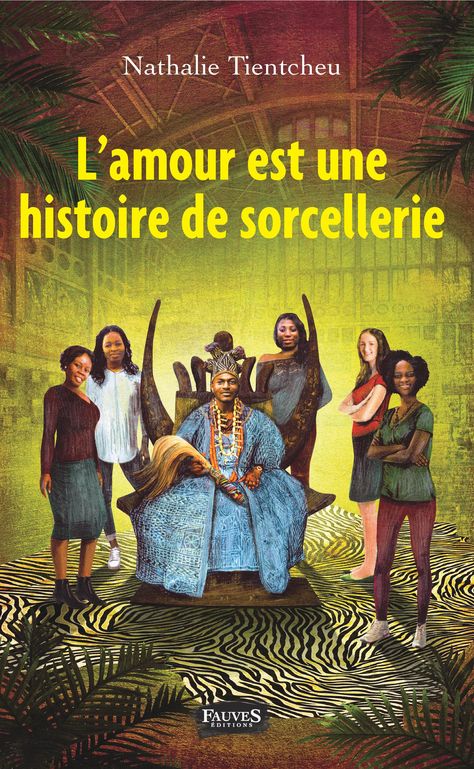 Nathalie Tientcheu
L'amour est une
histoire de sorcellerie
FAUVES
ÉDITIONS